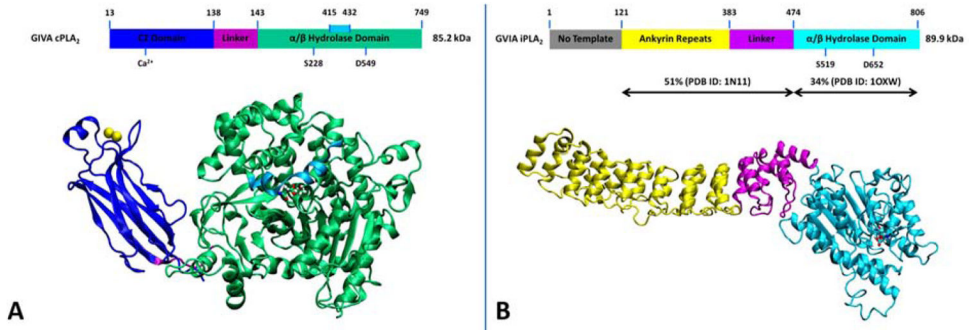 13 138 143 415 432 749
GIVA cPLA₂ C2 Domain Linker α/β Hydrolase Domain 85.2 kDa
Ca²⁺ S228 D549
A
1 121 383 474 806
GVIA iPLA₂ No Template Ankyrin Repeats Linker α/β Hydrolase Domain 89.9 kDa
S519 D652
51% (PDB ID: 1N11) 34% (PDB ID: 1OXW)
B